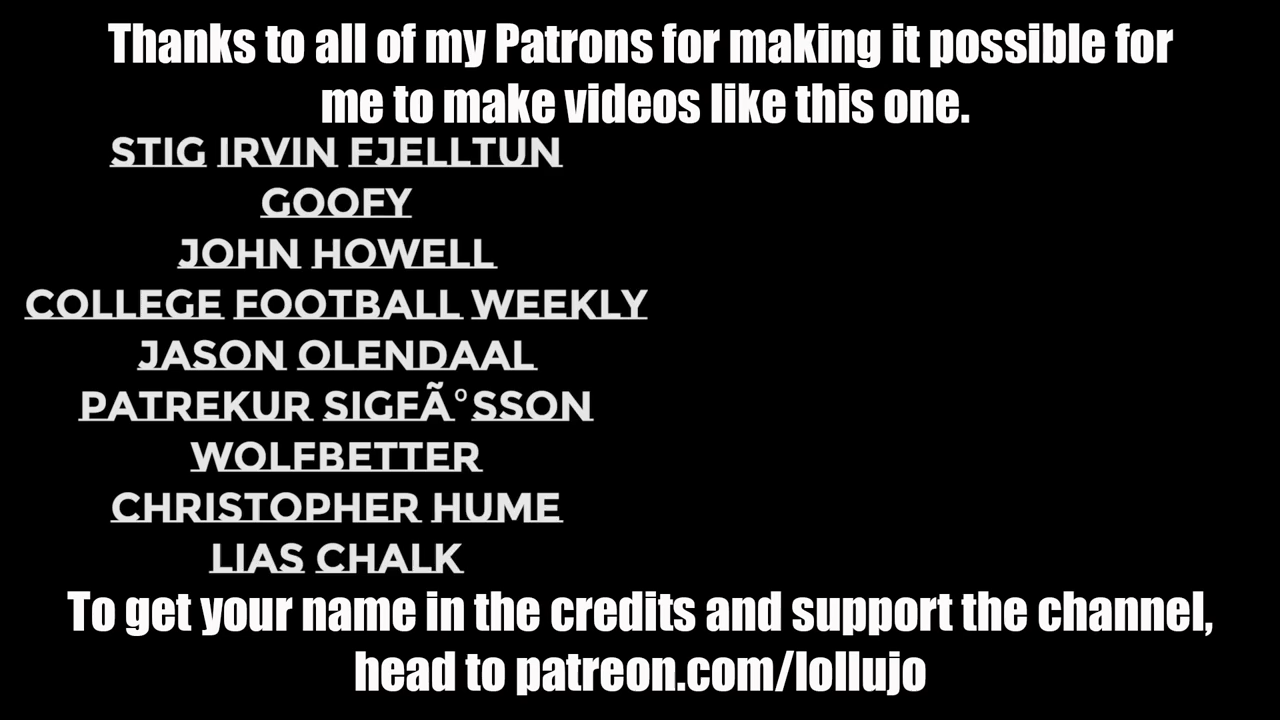 Thanks to all of my Patrons for making it possible for
me to make videos like this one.
STIG IRVIN FJELLTUN
GOOFY
JOHN HOWELL
COLLEGE FOOTBALL WEEKLY
JASON OLENDAAL
PATREKUR SIGFÃºSSON
WOLFBETTER
CHRISTOPHER HUME
LIAS CHALK
To get your name in the credits and support the channel,
head to patreon.com/lollujo